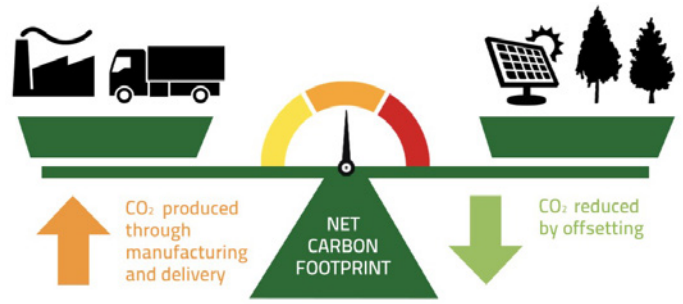 CO₂ produced
through
manufacturing
and delivery
NET
CARBON
FOOTPRINT
CO₂ reduced
by offsetting